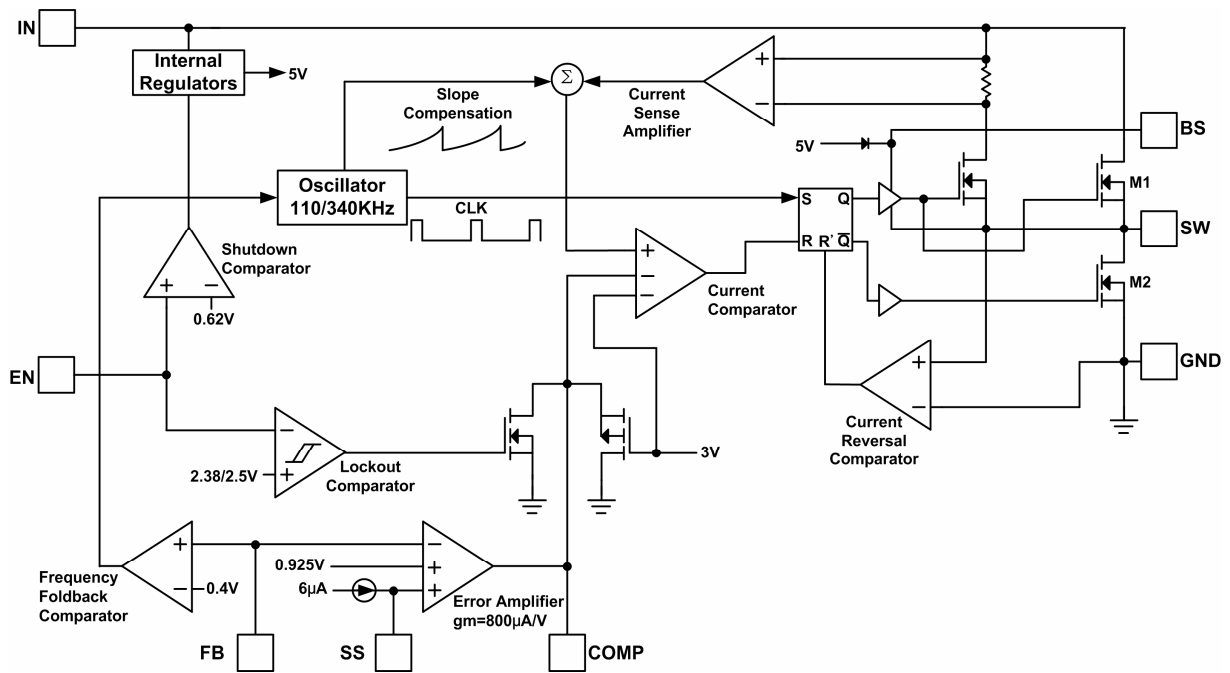 IN
Internal
Regulators
5V
Slope
Compensation
Σ
Current
Sense
Amplifier
+
−
BS
5V
Oscillator
110/340KHz
CLK
S Q
R R' Q̅
M1
SW
M2
Shutdown
Comparator
+ −
0.62V
+
−
−
Current
Comparator
EN
GND
+
−
Current
Reversal
Comparator
−
2.38/2.5V
+
Lockout
Comparator
3V
Frequency
Foldback
Comparator
+
−
0.4V
0.925V
6µA
−
+
+
Error Amplifier
gm=800µA/V
FB
SS
COMP